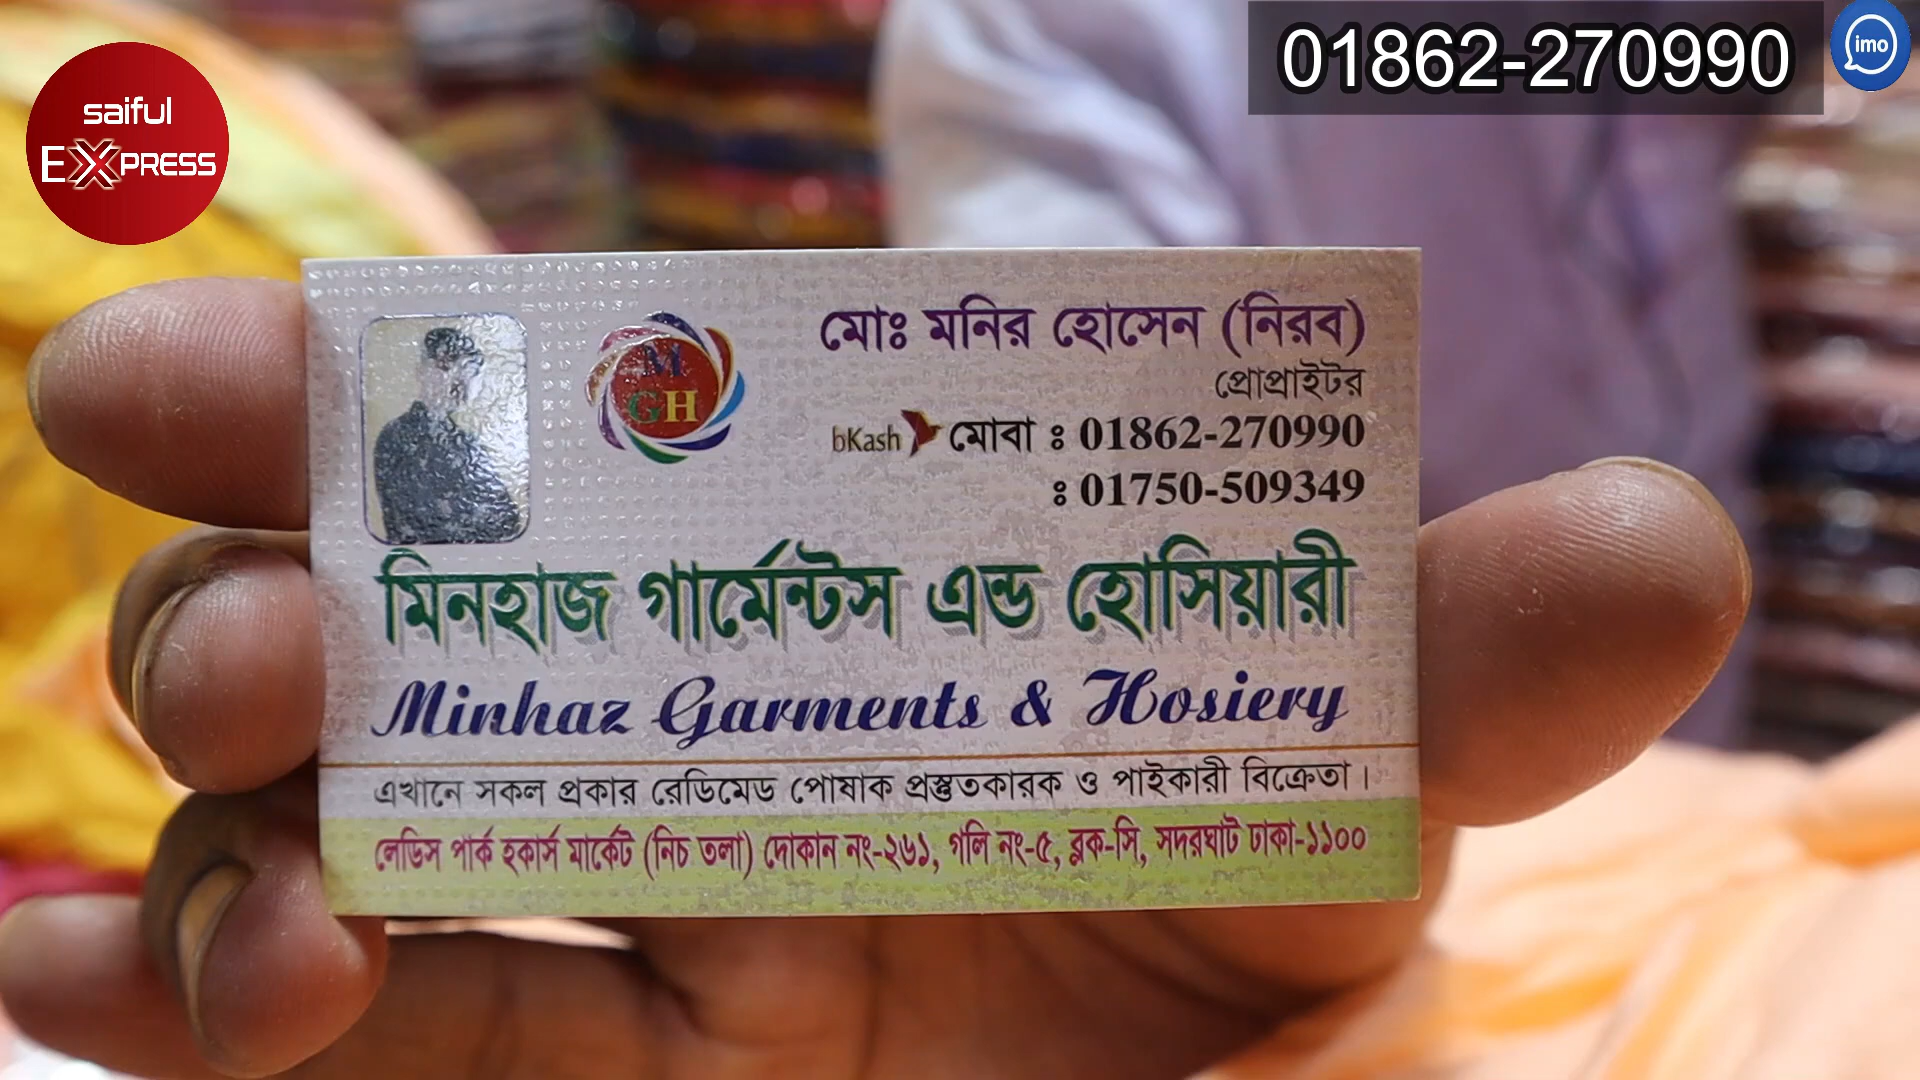 saiful
EXPRESS
01862-270990
imo
মোঃ মনির হোসেন (নিরব)
প্রোপ্রাইটর
bKash মোবা ঃ 01862-270990
ঃ 01750-509349
M
GH
মিনহাজ গার্মেন্টস এন্ড হোসিয়ারী
Minhaz Garments & Hosiery
এখানে সকল প্রকার রেডিমেড পোষাক প্রস্তুতকারক ও পাইকারী বিক্রেতা।
লেডিস পার্ক হকার্স মার্কেট (নিচ তলা) দোকান নং-২৬১, গলি নং-৫, ব্লক-সি, সদরঘাট ঢাকা-১১০০